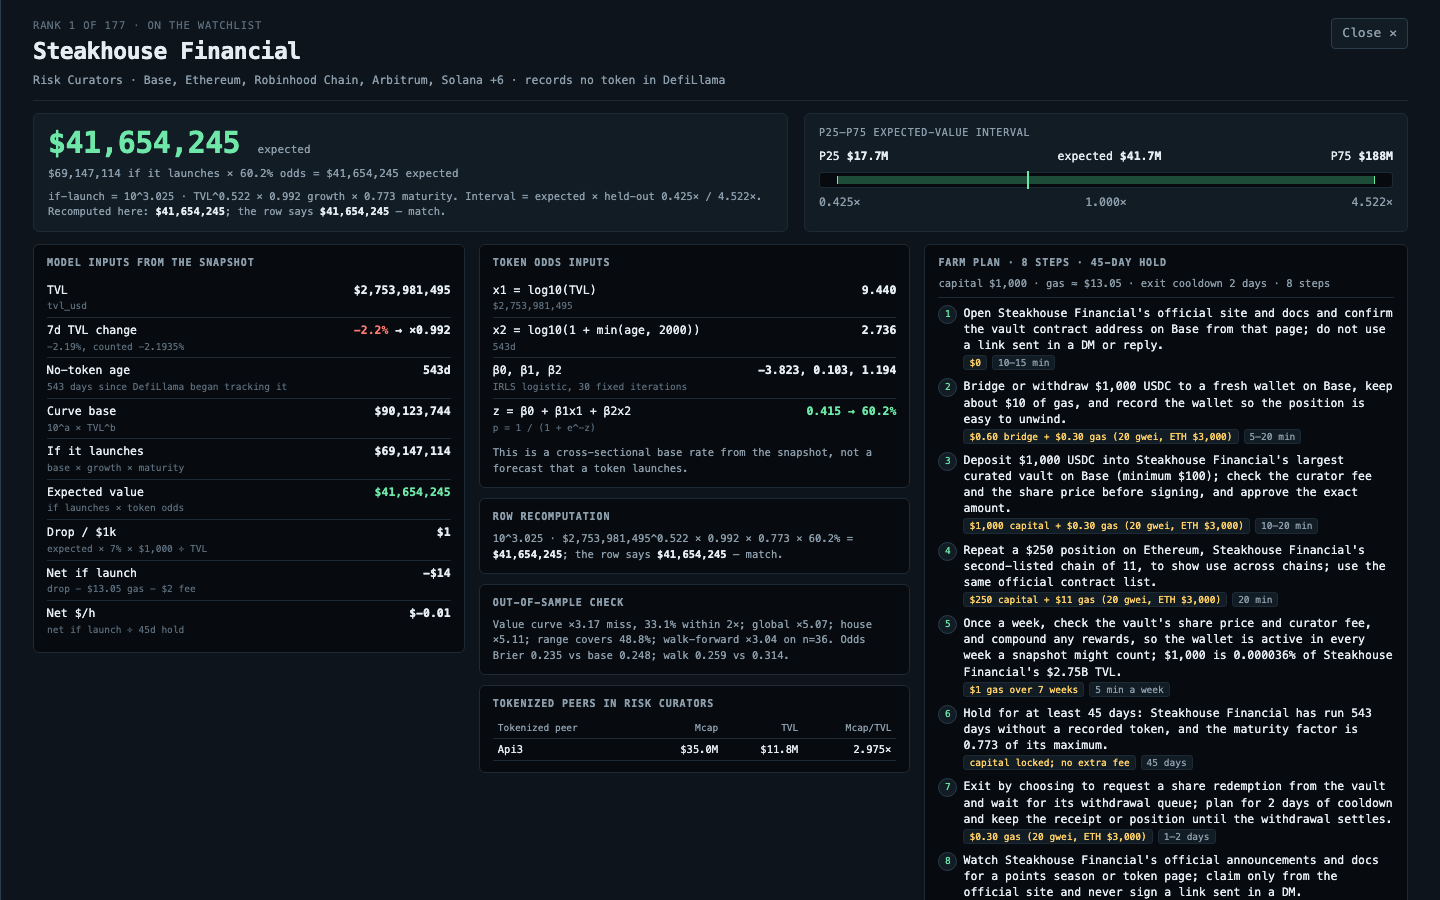 RANK 1 OF 177 · ON THE WATCHLIST
Steakhouse Financial
Close ×
Risk Curators · Base, Ethereum, Robinhood Chain, Arbitrum, Solana +6 · records no token in DefiLlama
$41,654,245 expected
$69,147,114 if it launches × 60.2% odds = $41,654,245 expected
if-launch = 10^3.025 · TVL^0.522 × 0.992 growth × 0.773 maturity. Interval = expected × held-out 0.425× / 4.522×.
Recomputed here: $41,654,245; the row says $41,654,245 — match.
P25–P75 EXPECTED-VALUE INTERVAL
P25 $17.7M expected $41.7M P75 $188M
0.425× 1.000× 4.522×
MODEL INPUTS FROM THE SNAPSHOT
TVL $2,753,981,495
tvl_usd
7d TVL change −2.2% → ×0.992
−2.19%, counted −2.1935%
No-token age 543d
543 days since DefiLlama began tracking it
Curve base $90,123,744
10^a × TVL^b
If it launches $69,147,114
base × growth × maturity
Expected value $41,654,245
if launches × token odds
Drop / $1k $1
expected × 7% × $1,000 ÷ TVL
Net if launch −$14
drop − $13.05 gas − $2 fee
Net $/h $−0.01
net if launch ÷ 45d hold
TOKEN ODDS INPUTS
x1 = log10(TVL) 9.440
$2,753,981,495
x2 = log10(1 + min(age, 2000)) 2.736
543d
β0, β1, β2 −3.823, 0.103, 1.194
IRLS logistic, 30 fixed iterations
z = β0 + β1x1 + β2x2 0.415 → 60.2%
p = 1 / (1 + e^−z)
This is a cross-sectional base rate from the snapshot, not a
forecast that a token launches.
ROW RECOMPUTATION
10^3.025 · $2,753,981,495^0.522 × 0.992 × 0.773 × 60.2% =
$41,654,245; the row says $41,654,245 — match.
OUT-OF-SAMPLE CHECK
Value curve ×3.17 miss, 33.1% within 2×; global ×5.07; house
×5.11; range covers 48.8%; walk-forward ×3.04 on n=36. Odds
Brier 0.235 vs base 0.248; walk 0.259 vs 0.314.
TOKENIZED PEERS IN RISK CURATORS
Tokenized peer Mcap TVL Mcap/TVL
Api3 $35.0M $11.8M 2.975×
FARM PLAN · 8 STEPS · 45-DAY HOLD
capital $1,000 · gas ≈ $13.05 · exit cooldown 2 days · 8 steps
1 Open Steakhouse Financial's official site and docs and confirm
the vault contract address on Base from that page; do not use
a link sent in a DM or reply.
$0 10–15 min
2 Bridge or withdraw $1,000 USDC to a fresh wallet on Base, keep
about $10 of gas, and record the wallet so the position is
easy to unwind.
$0.60 bridge + $0.30 gas (20 gwei, ETH $3,000) 5–20 min
3 Deposit $1,000 USDC into Steakhouse Financial's largest
curated vault on Base (minimum $100); check the curator fee
and the share price before signing, and approve the exact
amount.
$1,000 capital + $0.30 gas (20 gwei, ETH $3,000) 10–20 min
4 Repeat a $250 position on Ethereum, Steakhouse Financial's
second-listed chain of 11, to show use across chains; use the
same official contract list.
$250 capital + $11 gas (20 gwei, ETH $3,000) 20 min
5 Once a week, check the vault's share price and curator fee,
and compound any rewards, so the wallet is active in every
week a snapshot might count; $1,000 is 0.000036% of Steakhouse
Financial's $2.75B TVL.
$1 gas over 7 weeks 5 min a week
6 Hold for at least 45 days: Steakhouse Financial has run 543
days without a recorded token, and the maturity factor is
0.773 of its maximum.
capital locked; no extra fee 45 days
7 Exit by choosing to request a share redemption from the vault
and wait for its withdrawal queue; plan for 2 days of cooldown
and keep the receipt or position until the withdrawal settles.
$0.30 gas (20 gwei, ETH $3,000) 1–2 days
8 Watch Steakhouse Financial's official announcements and docs
for a points season or token page; claim only from the
official site and never sign a link sent in a DM.